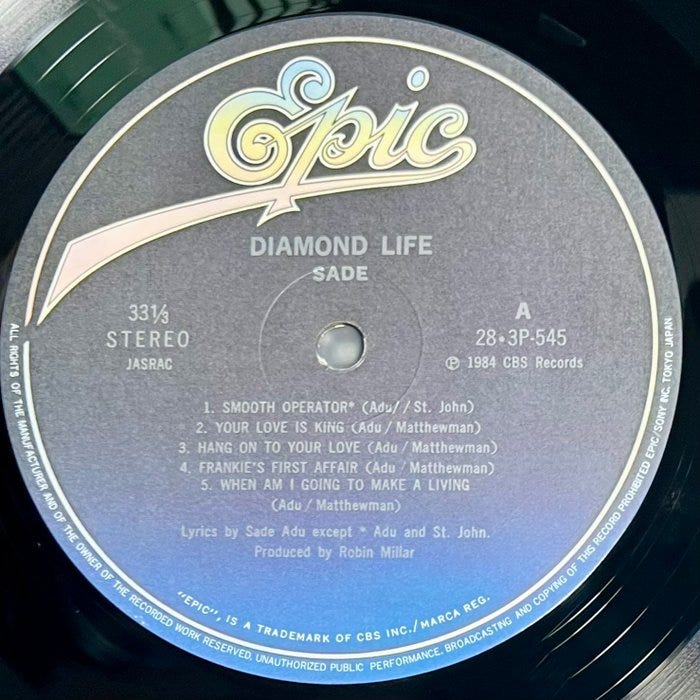 Epic
DIAMOND LIFE
SADE
33⅓
STEREO
JASRAC
A
28•3P-545
Ⓟ 1984 CBS Records
1. SMOOTH OPERATOR* (Adu//St. John)
2. YOUR LOVE IS KING (Adu/Matthewman)
3. HANG ON TO YOUR LOVE (Adu/Matthewman)
4. FRANKIE'S FIRST AFFAIR (Adu/Matthewman)
5. WHEN AM I GOING TO MAKE A LIVING
(Adu/Matthewman)
Lyrics by Sade Adu except * Adu and St. John.
Produced by Robin Millar
"EPIC", IS A TRADEMARK OF CBS INC./MARCA REG.
ALL RIGHTS OF THE MANUFACTURER AND OF THE OWNER OF THE RECORDED WORK RESERVED. UNAUTHORIZED PUBLIC PERFORMANCE, BROADCASTING AND COPYING OF THIS RECORD PROHIBITED EPIC/SONY INC. TOKYO JAPAN